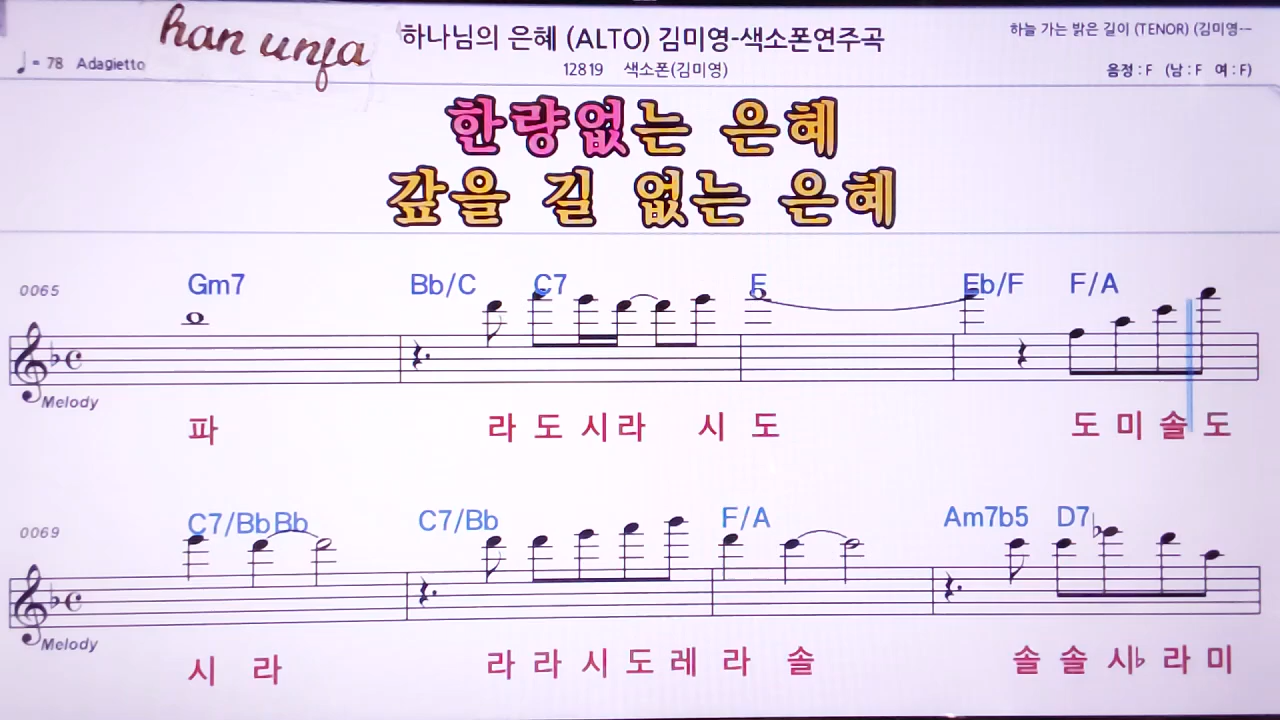 han unja
하나님의 은혜 (ALTO) 김미영-색소폰연주곡
하늘 가는 밝은 길이 (TENOR) (김미영--
♩= 78 Adagietto
12819 색소폰(김미영)
음정 : F (남 : F 여 : F)
한량없는 은혜
갚을 길 없는 은혜
0065 Gm7 Bb/C C7 F Eb/F F/A
Melody
파 라 도 시 라 시 도 도 미 솔 도
0069 C7/Bb Bb C7/Bb F/A Am7b5 D7
Melody
시 라 라 라 시 도 레 라 솔 솔 솔 시♭ 라 미